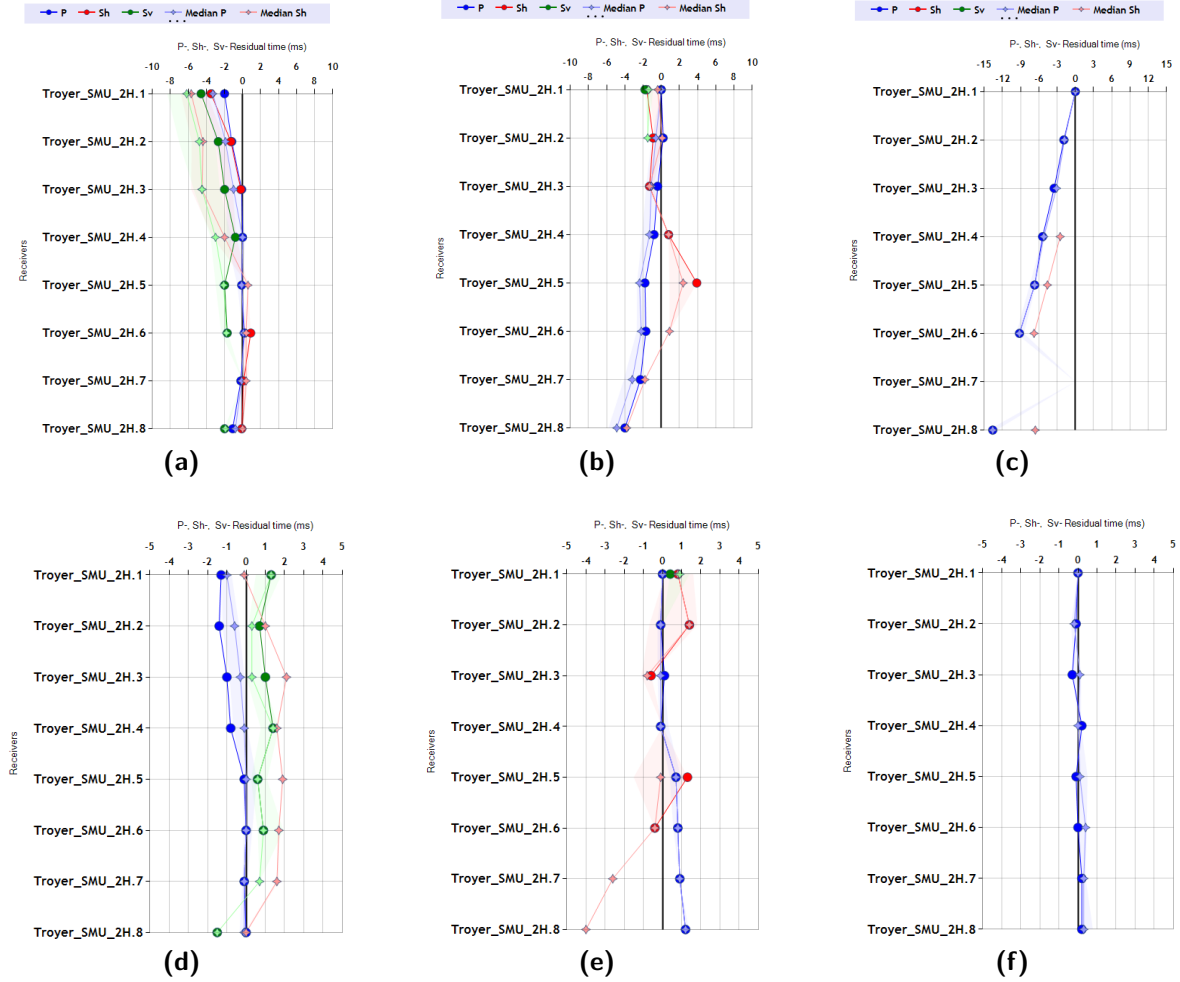 P Sh Sv Median P Median Sh
...
P-, Sh-, Sv- Residual time (ms)
-10 -6 -4 -2 0 2 6 10
-8 -4 0 4 8
Troyer_SMU_2H.1
Troyer_SMU_2H.2
Troyer_SMU_2H.3
Troyer_SMU_2H.4
Troyer_SMU_2H.5
Troyer_SMU_2H.6
Troyer_SMU_2H.7
Troyer_SMU_2H.8
Receivers
(a)
P Sh Sv Median P Median Sh
...
P-, Sh-, Sv- Residual time (ms)
-10 -6 -2 2 6 10
-8 -4 0 4 8
Troyer_SMU_2H.1
Troyer_SMU_2H.2
Troyer_SMU_2H.3
Troyer_SMU_2H.4
Troyer_SMU_2H.5
Troyer_SMU_2H.6
Troyer_SMU_2H.7
Troyer_SMU_2H.8
Receivers
(b)
P Sh Sv Median P Median Sh
...
P-, Sh-, Sv- Residual time (ms)
-15 -9 -3 3 9 15
-12 -6 0 6 12
Troyer_SMU_2H.1
Troyer_SMU_2H.2
Troyer_SMU_2H.3
Troyer_SMU_2H.4
Troyer_SMU_2H.5
Troyer_SMU_2H.6
Troyer_SMU_2H.7
Troyer_SMU_2H.8
Receivers
(c)
P-, Sh-, Sv- Residual time (ms)
-5 -3 -1 1 3 5
-4 -2 0 2 4
Troyer_SMU_2H.1
Troyer_SMU_2H.2
Troyer_SMU_2H.3
Troyer_SMU_2H.4
Troyer_SMU_2H.5
Troyer_SMU_2H.6
Troyer_SMU_2H.7
Troyer_SMU_2H.8
Receivers
(d)
P-, Sh-, Sv- Residual time (ms)
-5 -3 -1 1 3 5
-4 -2 0 2 4
Troyer_SMU_2H.1
Troyer_SMU_2H.2
Troyer_SMU_2H.3
Troyer_SMU_2H.4
Troyer_SMU_2H.5
Troyer_SMU_2H.6
Troyer_SMU_2H.7
Troyer_SMU_2H.8
Receivers
(e)
P-, Sh-, Sv- Residual time (ms)
-5 -3 -1 1 3 5
-4 -2 0 2 4
Troyer_SMU_2H.1
Troyer_SMU_2H.2
Troyer_SMU_2H.3
Troyer_SMU_2H.4
Troyer_SMU_2H.5
Troyer_SMU_2H.6
Troyer_SMU_2H.7
Troyer_SMU_2H.8
Receivers
(f)